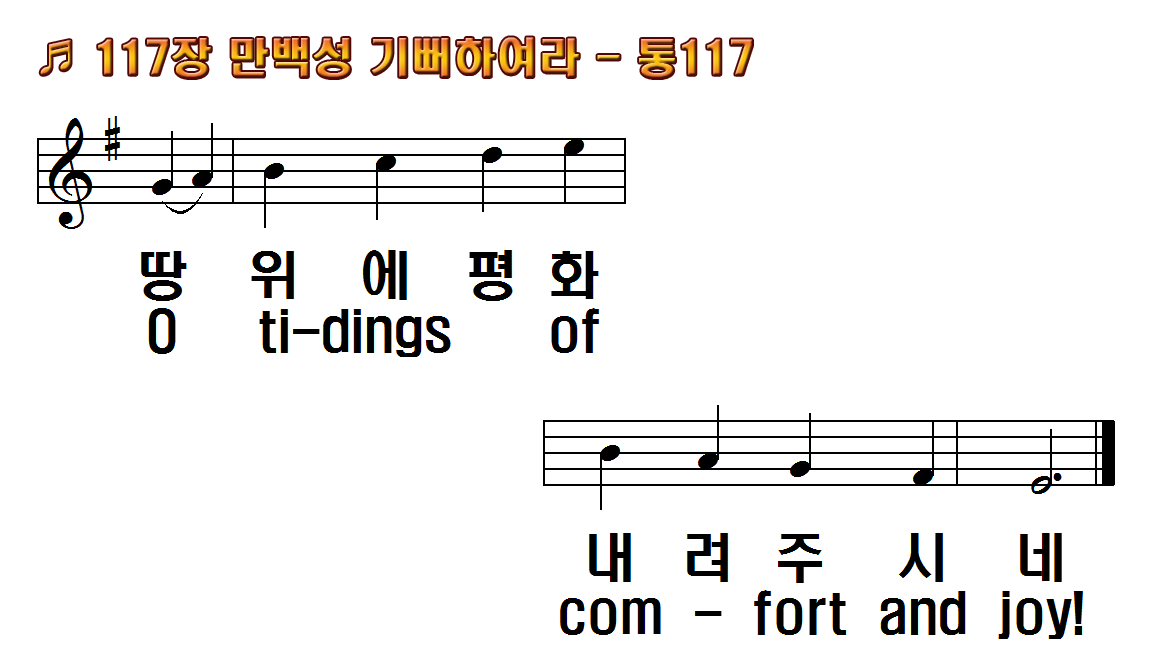 ♬ 117장 만백성 기뻐하여라 - 통117
땅 위에 평 화
O ti-dings of
내 려 주 시 네
com - fort and joy!